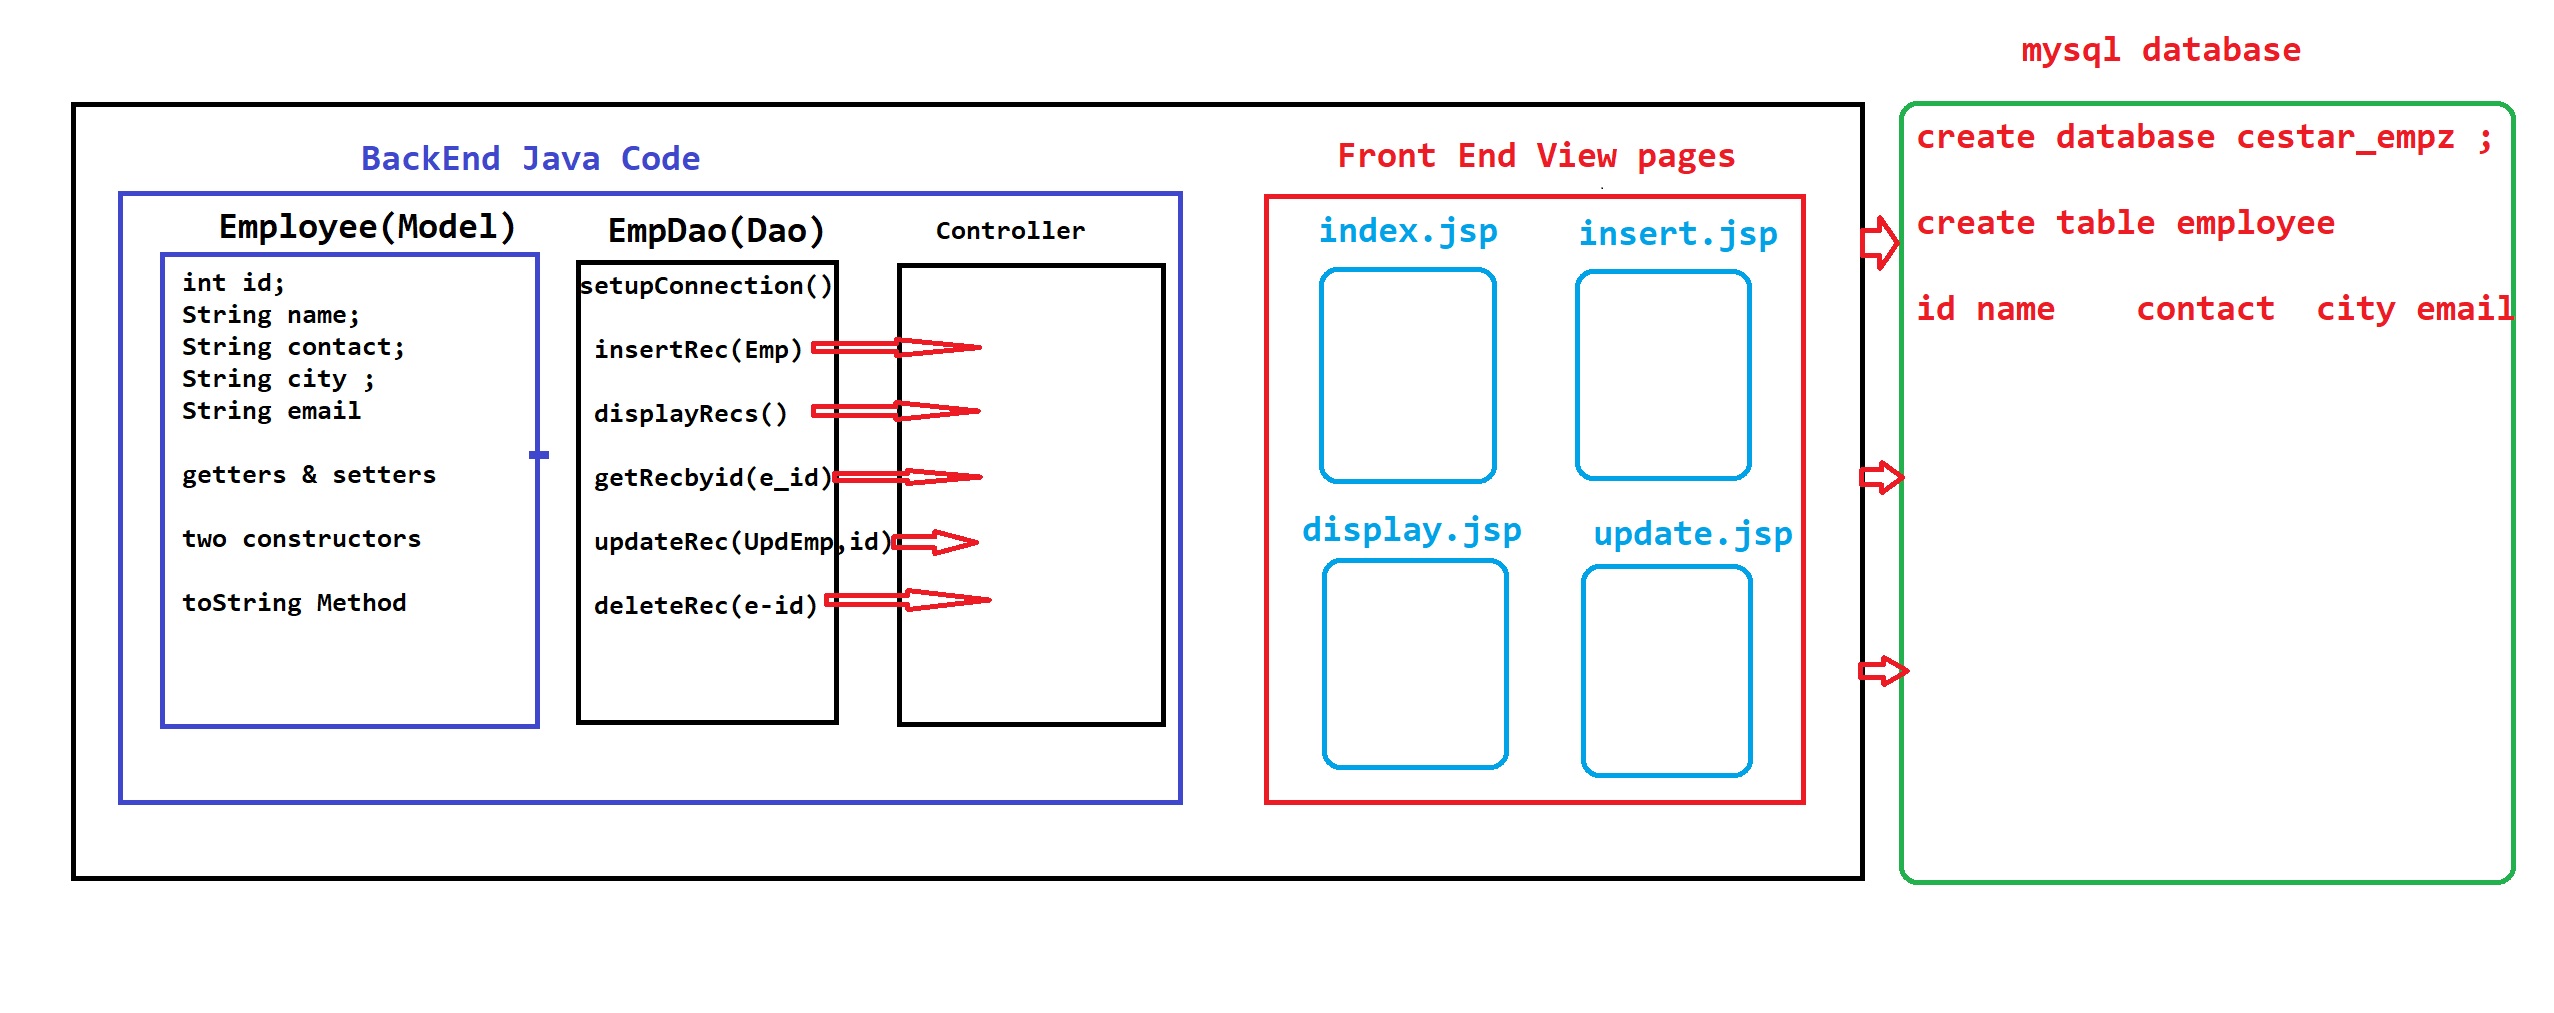 mysql database
BackEnd Java Code
Employee(Model)
int id;
String name;
String contact;
String city ;
String email
getters & setters
two constructors
toString Method
EmpDao(Dao)
setupConnection()
insertRec(Emp)
displayRecs()
getRecbyid(e_id)
updateRec(UpdEmp,id)
deleteRec(e-id)
Controller
Front End View pages
index.jsp
insert.jsp
display.jsp
update.jsp
create database cestar_empz ;
create table employee
id name    contact  city email